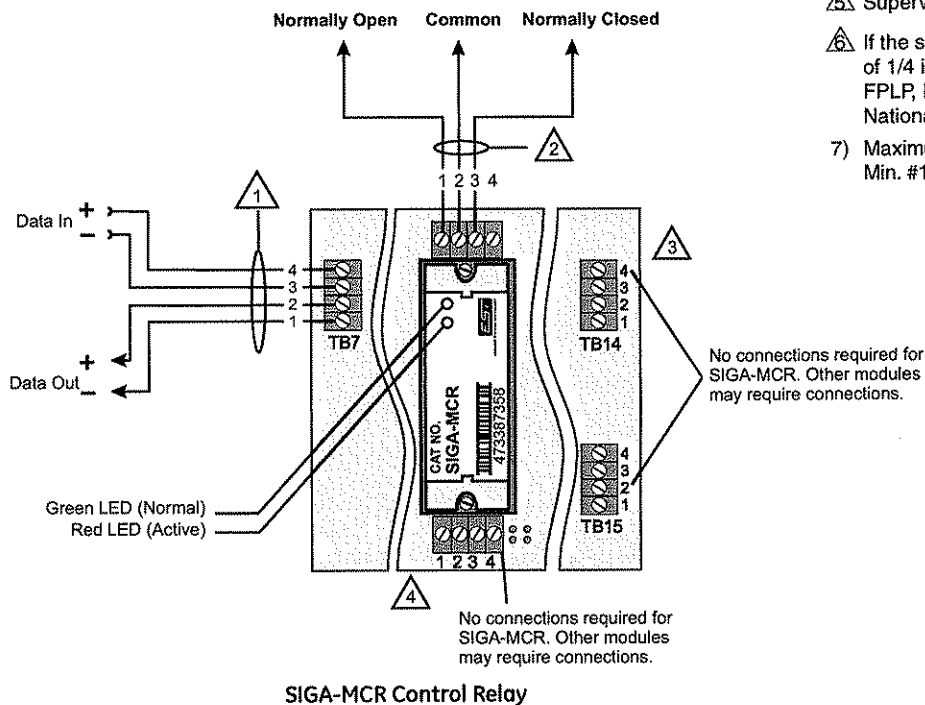 Normally Open Common Normally Closed
5 Superv
6 If the s
of 1/4 i
FPLP,
Nationa
7) Maximu
Min. #1
2
1 2 3 4
1
Data In + −
4
3
2
1
TB7
Data Out + −
3
4
3
2
1
TB14
No connections required for
SIGA-MCR. Other modules
may require connections.
EST
CAT NO.
SIGA-MCR
473387358
4
3
2
1
TB15
Green LED (Normal)
Red LED (Active)
1 2 3 4
4
No connections required for
SIGA-MCR. Other modules
may require connections.
SIGA-MCR Control Relay